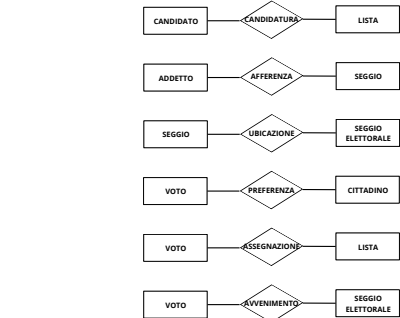 CANDIDATO CANDIDATURA LISTA
ADDETTO AFFERENZA SEGGIO
SEGGIO UBICAZIONE SEGGIO
ELETTORALE
VOTO PREFERENZA CITTADINO
VOTO ASSEGNAZIONE LISTA
VOTO AVVENIMENTO SEGGIO
ELETTORALE